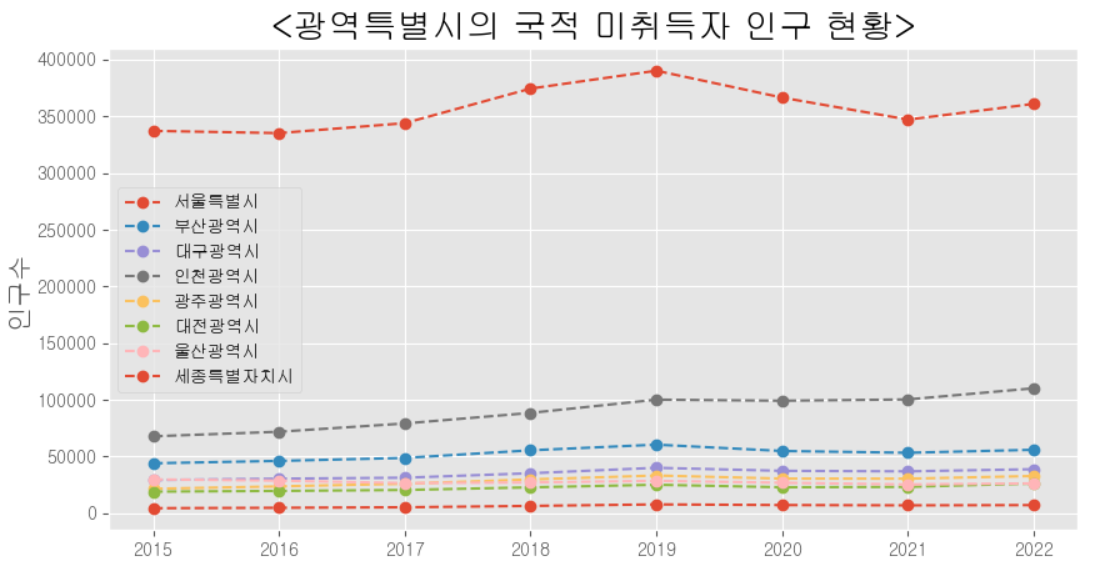 <광역특별시의 국적 미취득자 인구 현황>
인구수
400000
350000
300000
250000
200000
150000
100000
50000
0
서울특별시
부산광역시
대구광역시
인천광역시
광주광역시
대전광역시
울산광역시
세종특별자치시
2015 2016 2017 2018 2019 2020 2021 2022